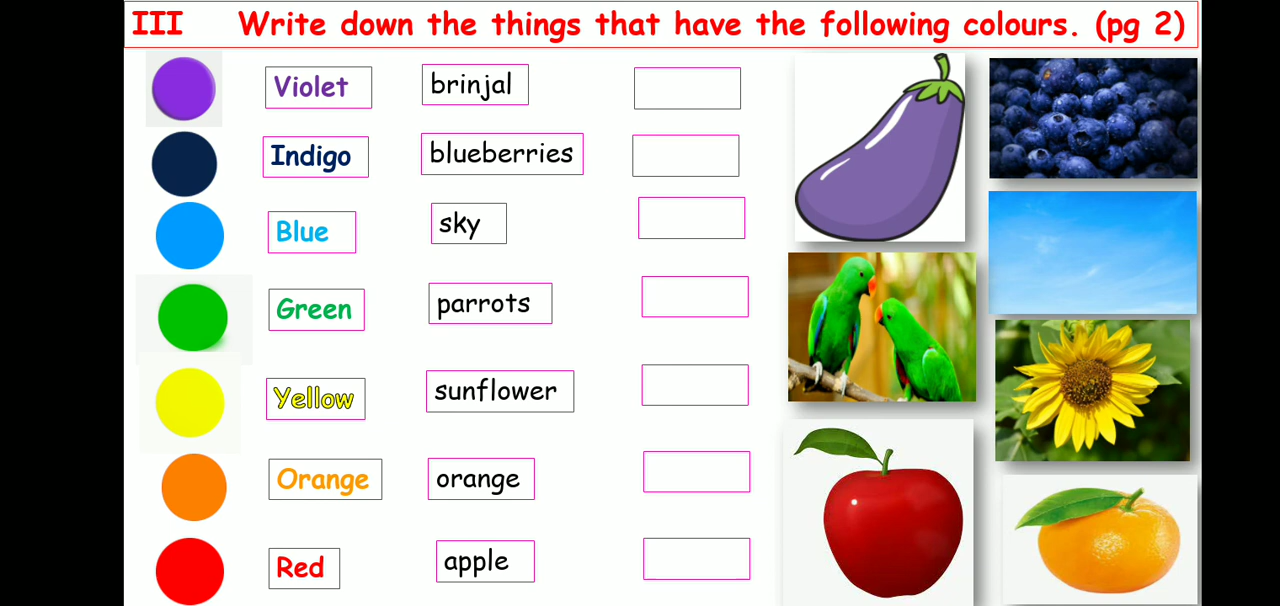 III Write down the things that have the following colours. (pg 2)
Violet brinjal
Indigo blueberries
Blue sky
Green parrots
Yellow sunflower
Orange orange
Red apple